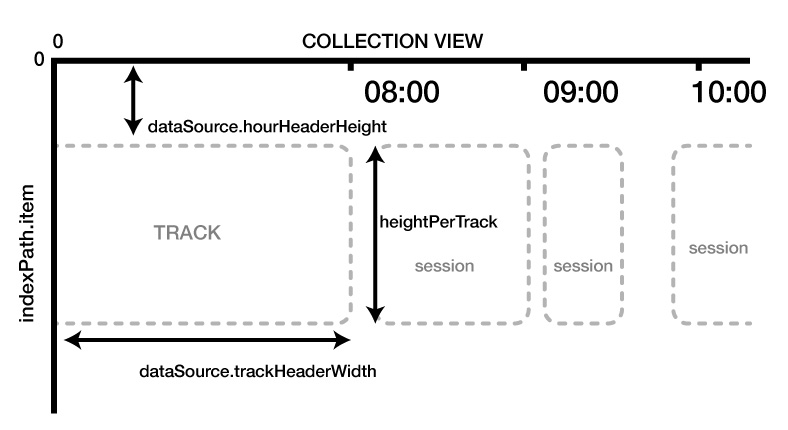 0
COLLECTION VIEW
0
08:00
09:00
10:00
dataSource.hourHeaderHeight
indexPath.item
TRACK
heightPerTrack
session
session
session
dataSource.trackHeaderWidth